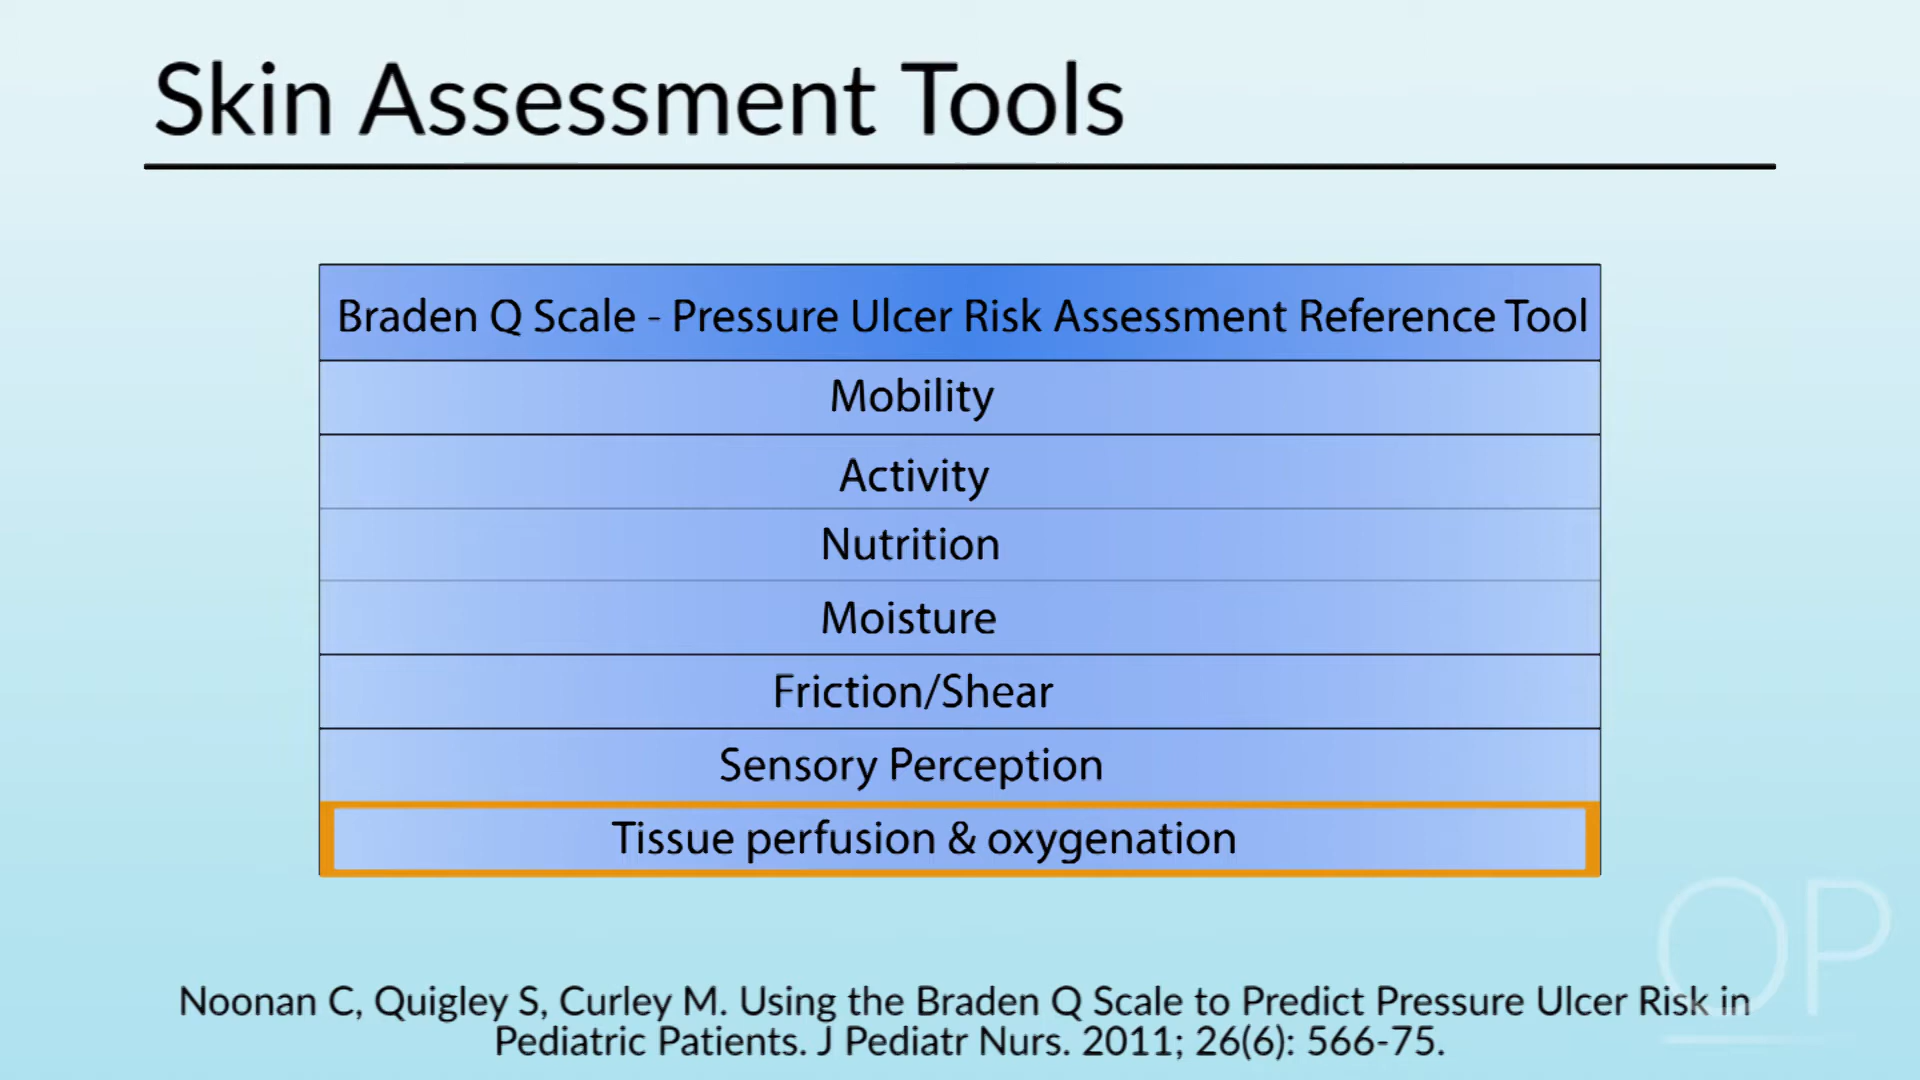 Skin Assessment Tools
Braden Q Scale - Pressure Ulcer Risk Assessment Reference Tool
Mobility
Activity
Nutrition
Moisture
Friction/Shear
Sensory Perception
Tissue perfusion & oxygenation
OP
Noonan C, Quigley S, Curley M. Using the Braden Q Scale to Predict Pressure Ulcer Risk in
Pediatric Patients. J Pediatr Nurs. 2011; 26(6): 566-75.